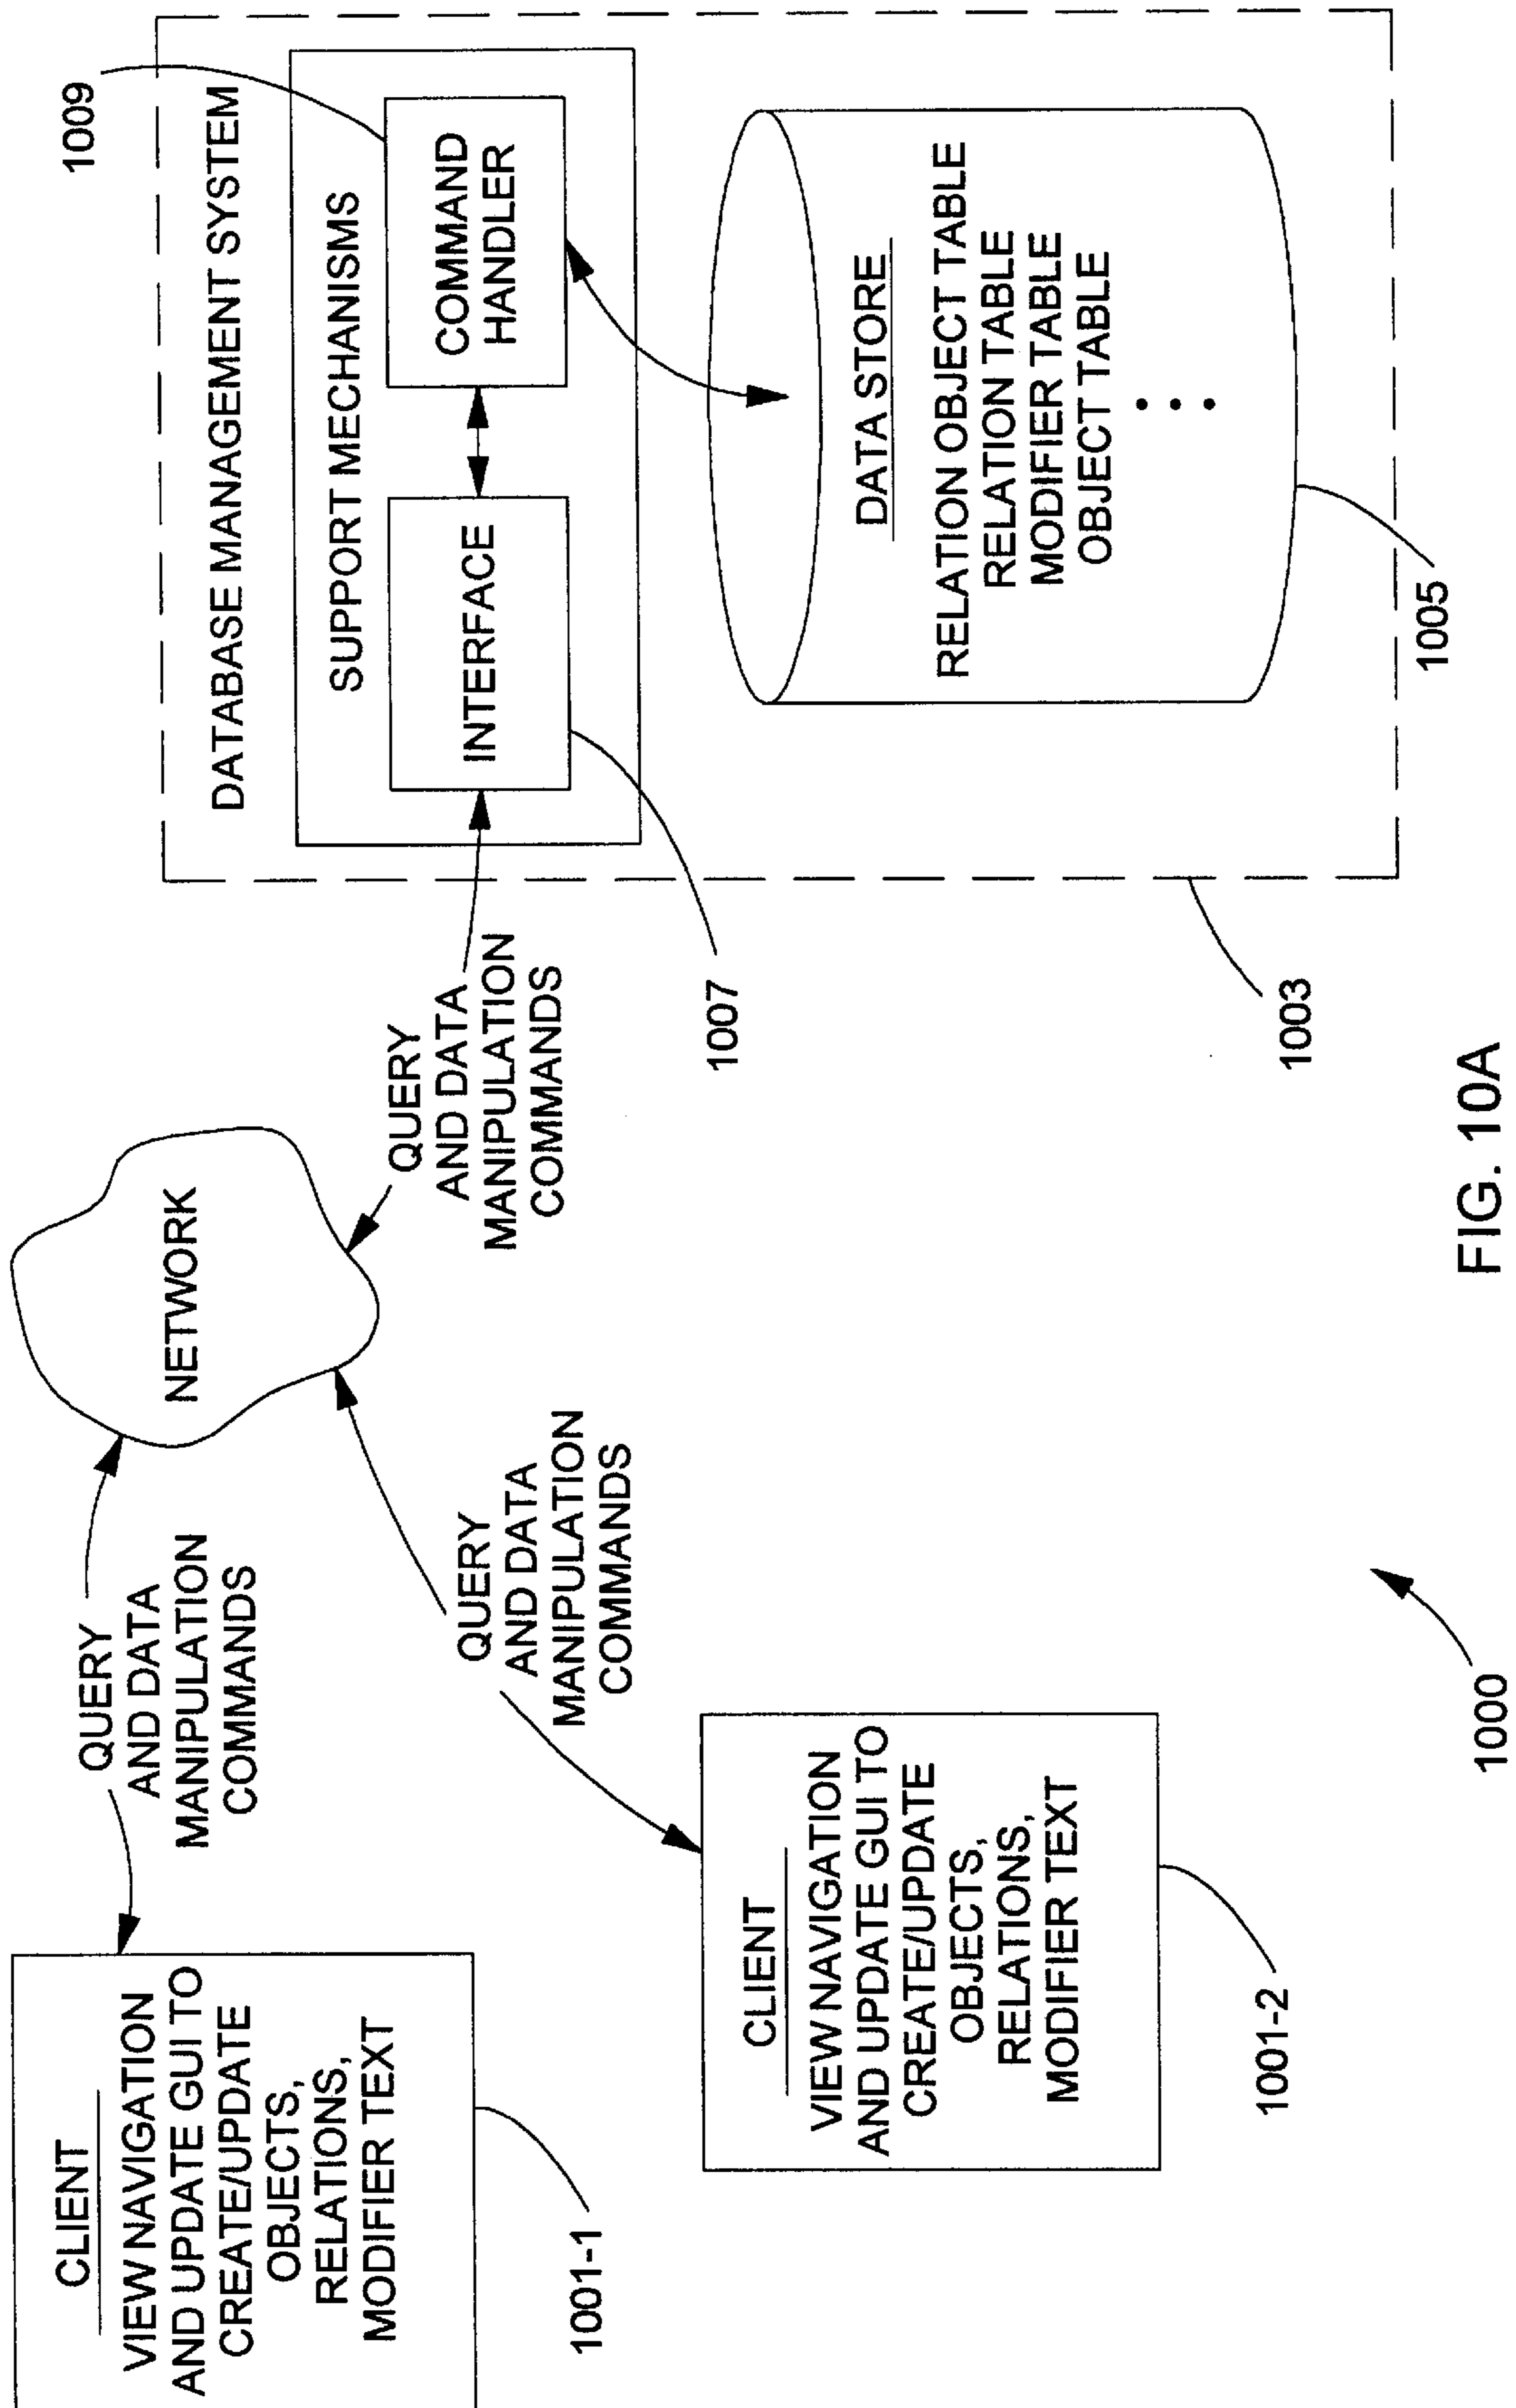 CLIENT
VIEW NAVIGATION
AND UPDATE GUI TO
CREATE/UPDATE
OBJECTS,
RELATIONS,
MODIFIER TEXT
1001-1
QUERY
AND DATA
MANIPULATION
COMMANDS
NETWORK
QUERY
AND DATA
MANIPULATION
COMMANDS
CLIENT
VIEW NAVIGATION
AND UPDATE GUI TO
CREATE/UPDATE
OBJECTS,
RELATIONS,
MODIFIER TEXT
1001-2
QUERY
AND DATA
MANIPULATION
COMMANDS
1009
DATABASE MANAGEMENT SYSTEM
SUPPORT MECHANISMS
INTERFACE
COMMAND
HANDLER
1007
DATA STORE
RELATION OBJECT TABLE
RELATION TABLE
MODIFIER TABLE
OBJECT TABLE
1005
1003
1000
FIG. 10A